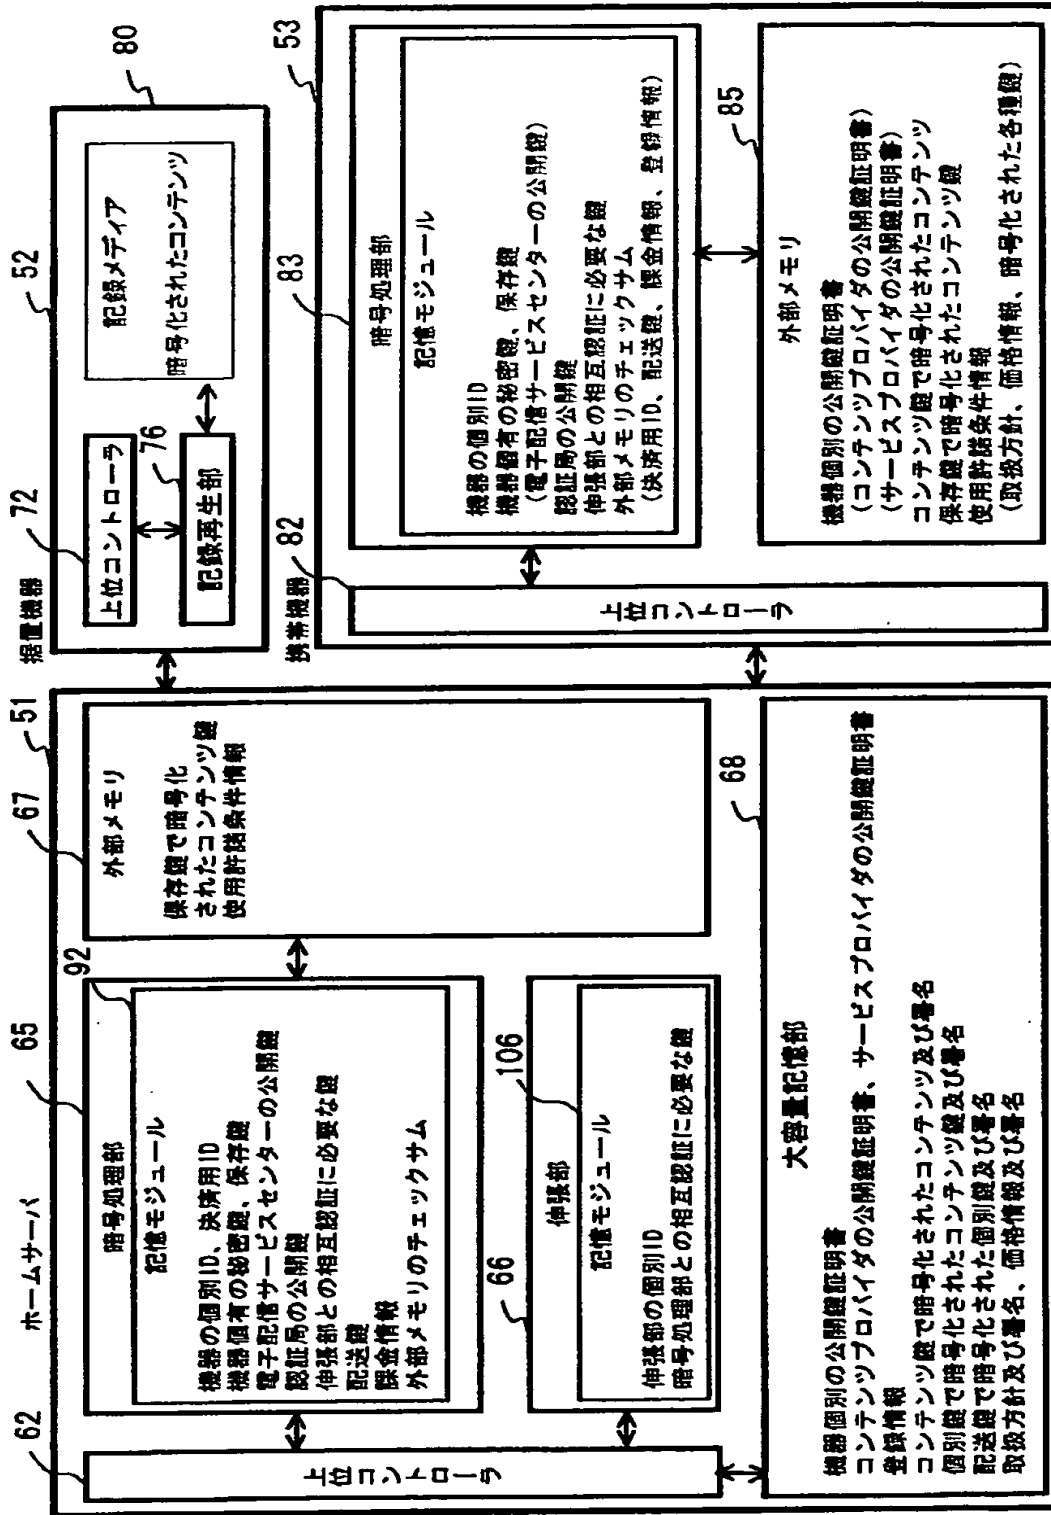 ホームサーバ
51
62
上位コントローラ
65
暗号処理部
92
記憶モジュール
機器の個別ID、決済用ID
機器個有の秘密鍵、保存鍵
電子配信サービスセンターの公開鍵
認証局の公開鍵
伸張部との相互認証に必要な鍵
配送鍵
課金情報
外部メモリのチェックサム
66
伸張部
106
記憶モジュール
伸張部の個別ID
暗号処理部との相互認証に必要な鍵
67
外部メモリ
保存鍵で暗号化
されたコンテンツ鍵
使用許諾条件情報
68
大容量記憶部
機器個別の公開鍵証明書
コンテンツプロバイダの公開鍵証明書、サービスプロバイダの公開鍵証明書
登録情報
コンテンツ鍵で暗号化されたコンテンツ及び署名
個別鍵で暗号化されたコンテンツ鍵及び署名
配送鍵で暗号化された個別鍵及び署名
取扱方針及び署名、価格情報及び署名
据置機器
52
72
上位コントローラ
76
記録再生部
80
記録メディア
暗号化されたコンテンツ
携帯機器
53
82
上位コントローラ
83
暗号処理部
記憶モジュール
機器の個別ID
機器個有の秘密鍵、保存鍵
(電子配信サービスセンターの公開鍵)
認証局の公開鍵
伸張部との相互認証に必要な鍵
外部メモリのチェックサム
(決済用ID、配送鍵、課金情報、登録情報)
85
外部メモリ
機器個別の公開鍵証明書
(コンテンツプロバイダの公開鍵証明書)
(サービスプロバイダの公開鍵証明書)
コンテンツ鍵で暗号化されたコンテンツ
保存鍵で暗号化されたコンテンツ鍵
使用許諾条件情報
(取扱方針、価格情報、暗号化された各種鍵)